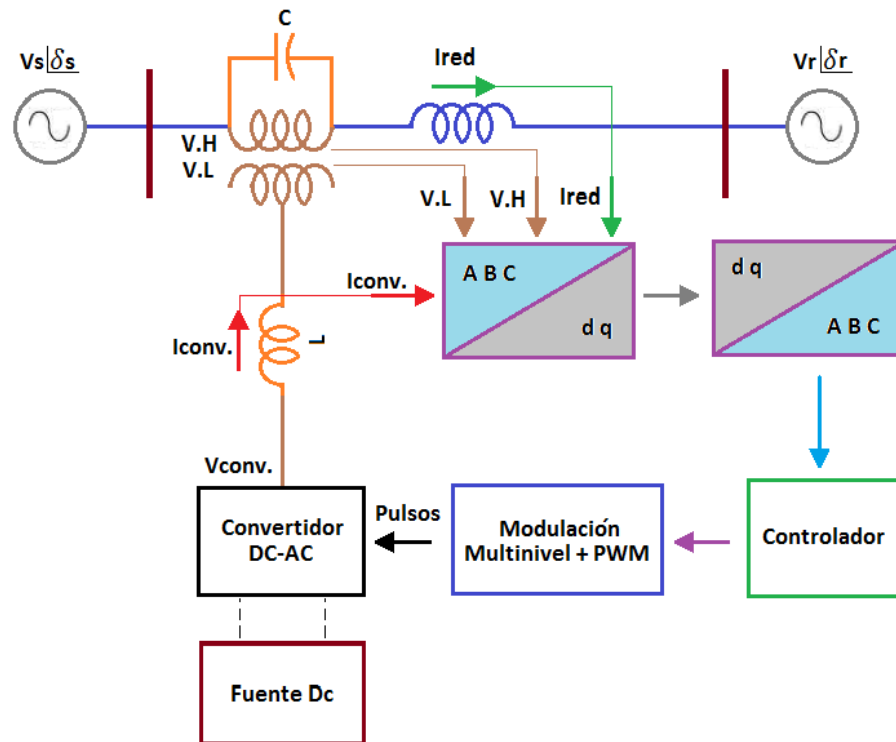 C
Vs|δs
Ired
Vr|δr
V.H
V.L
V.L
V.H
Ired
A B C
d q
d q
A B C
Iconv.
Iconv.
L
Vconv.
Convertidor
DC-AC
Pulsos
Modulación
Multinivel + PWM
Controlador
Fuente Dc